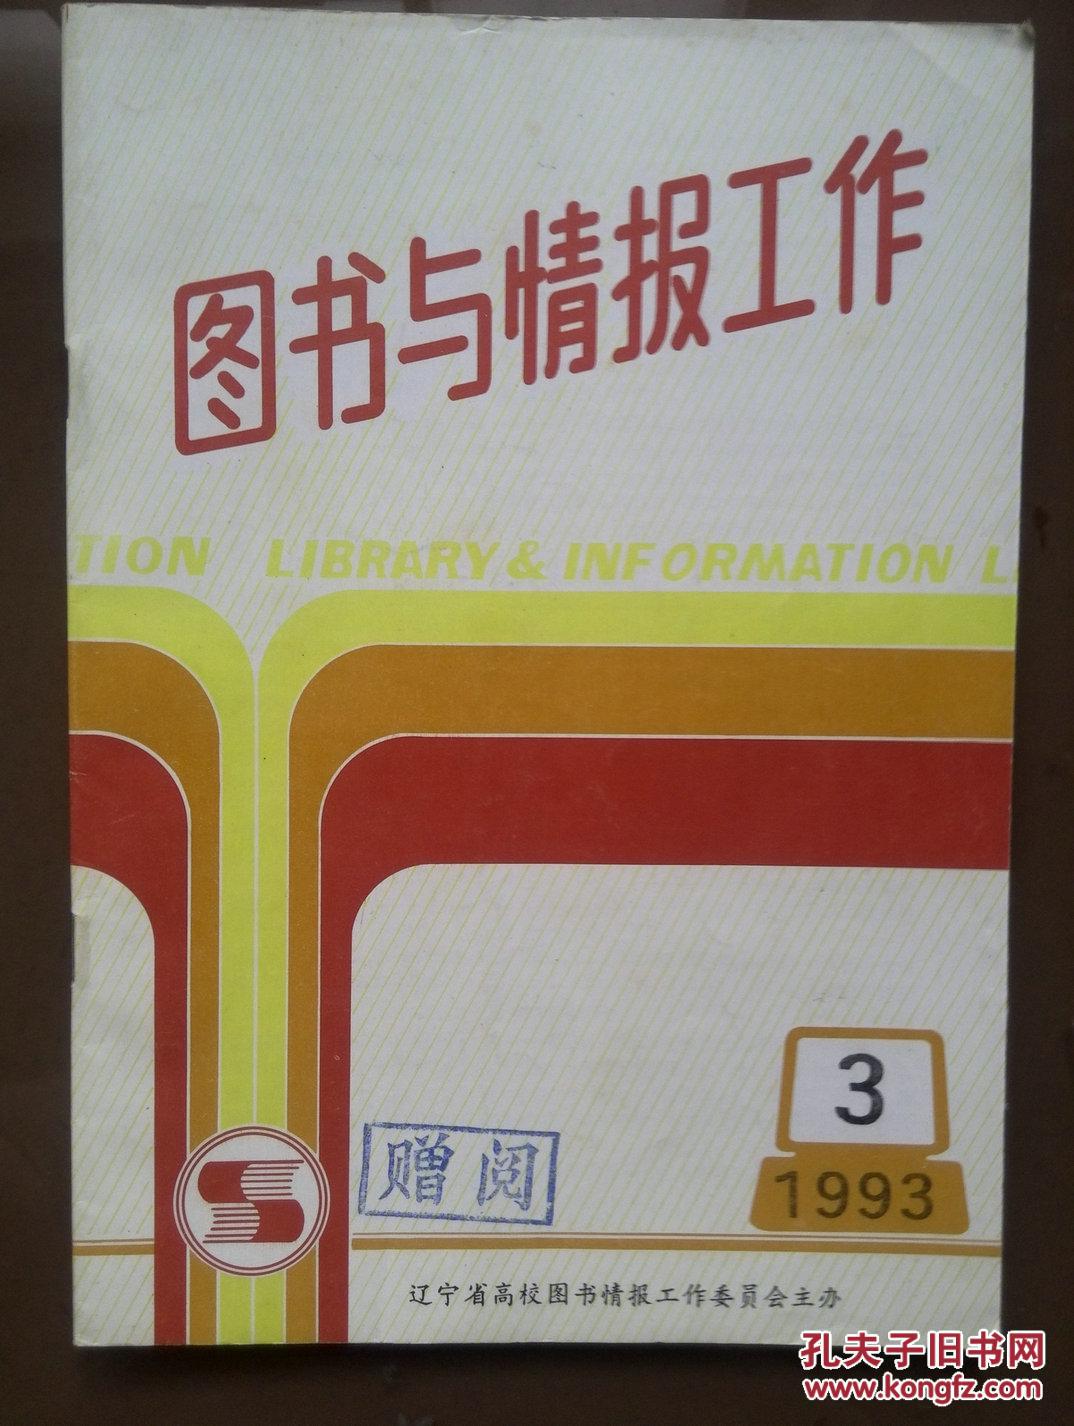 图书与情报工作
TION LIBRARY & INFORMATION L
3
1993
赠阅
辽宁省高校图书情报工作委员会主办
孔夫子旧书网
www.kongfz.com